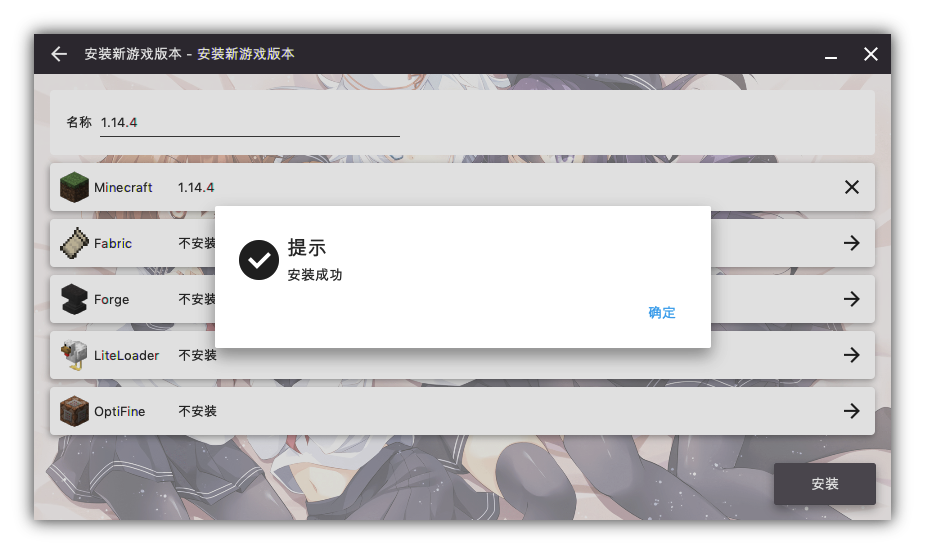 安装新游戏版本 - 安装新游戏版本
名称 1.14.4
Minecraft 1.14.4
Fabric 不安装
提示
安装成功
Forge 不安装
确定
LiteLoader 不安装
OptiFine 不安装
安装